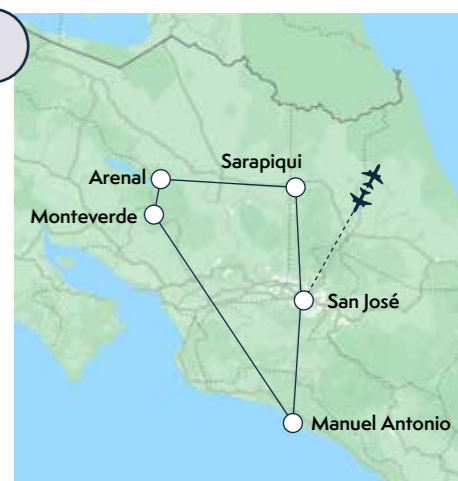 Sarapiqui
Arenal
Monteverde
San José
Manuel Antonio